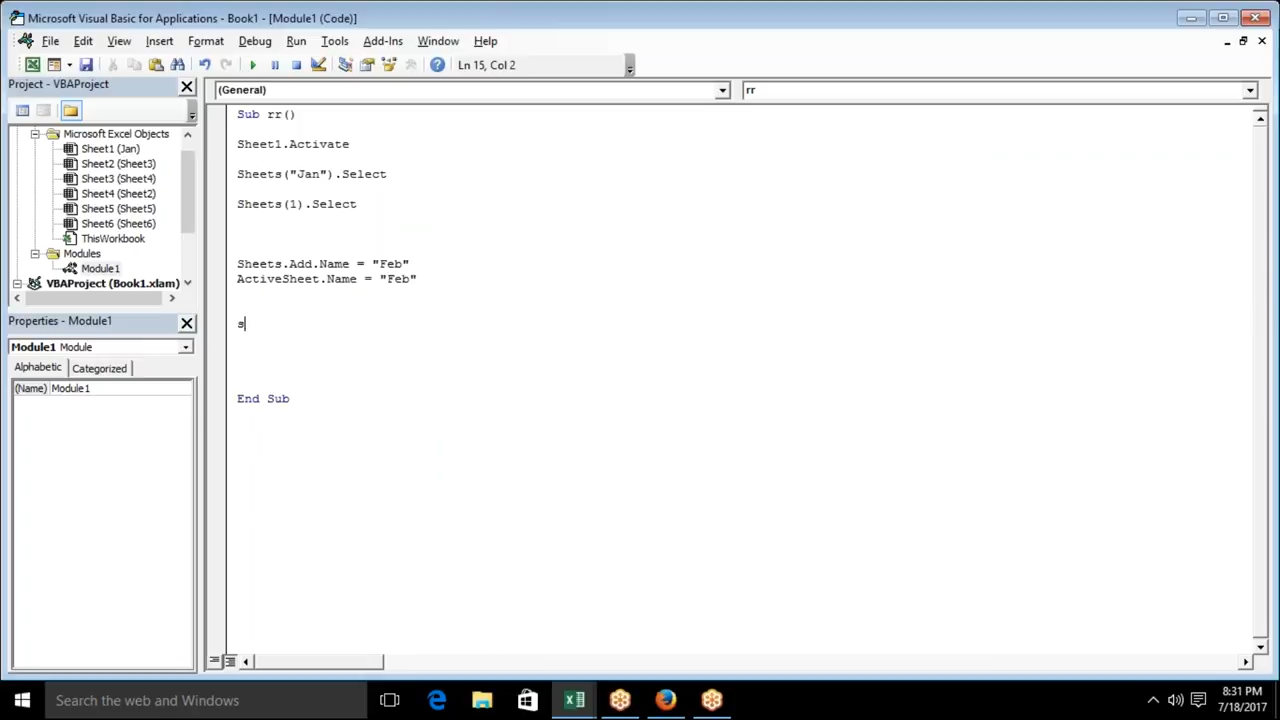 Microsoft Visual Basic for Applications - Book1 - [Module1 (Code)]
File Edit View Insert Format Debug Run Tools Add-Ins Window Help
Ln 15, Col 2
Project - VBAProject
(General)
rr
Microsoft Excel Objects
Sheet1 (Jan)
Sheet2 (Sheet3)
Sheet3 (Sheet4)
Sheet4 (Sheet2)
Sheet5 (Sheet5)
Sheet6 (Sheet6)
ThisWorkbook
Modules
Module1
VBAProject (Book1.xlam)
Properties - Module1
Module1 Module
Alphabetic Categorized
(Name) Module1
Sub rr()
Sheet1.Activate
Sheets("Jan").Select
Sheets(1).Select
Sheets.Add.Name = "Feb"
ActiveSheet.Name = "Feb"
s
End Sub
Search the web and Windows
8:31 PM
7/18/2017